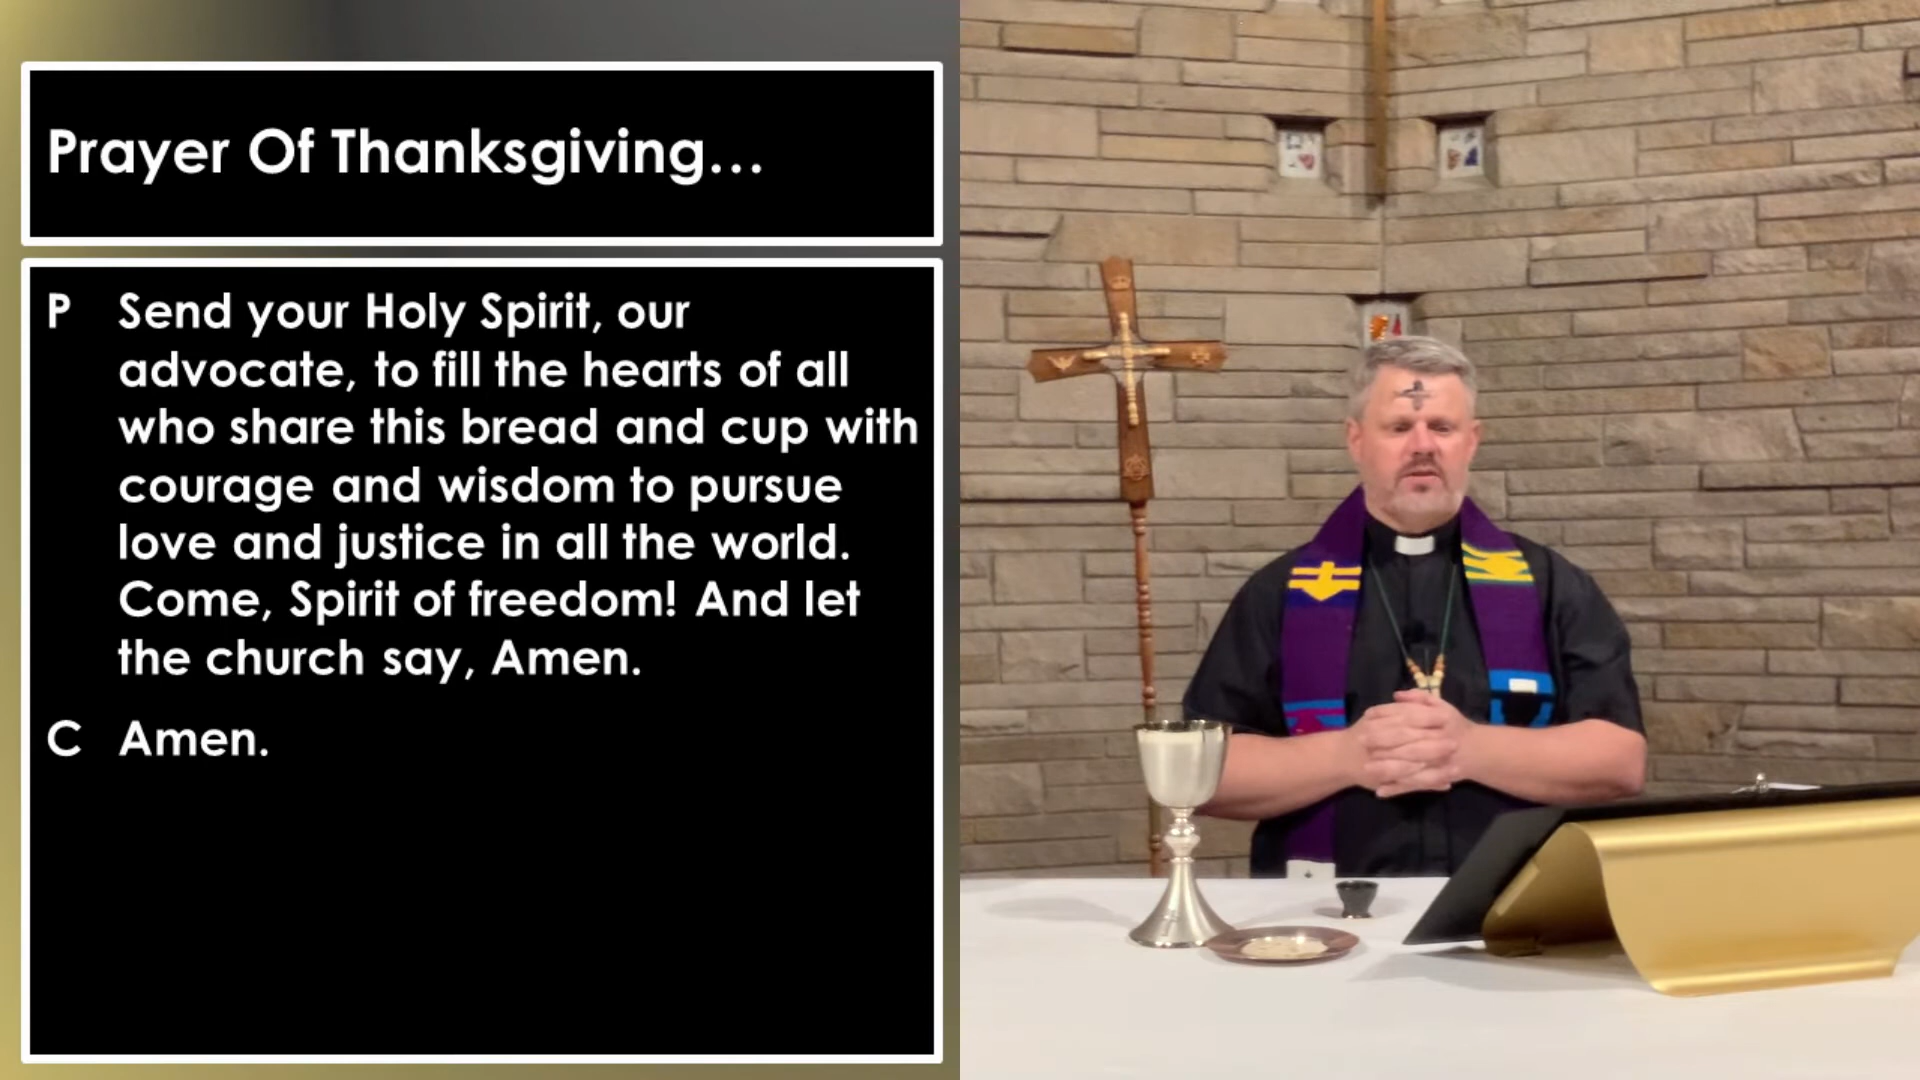 Prayer Of Thanksgiving...
P Send your Holy Spirit, our
advocate, to fill the hearts of all
who share this bread and cup with
courage and wisdom to pursue
love and justice in all the world.
Come, Spirit of freedom! And let
the church say, Amen.
C Amen.